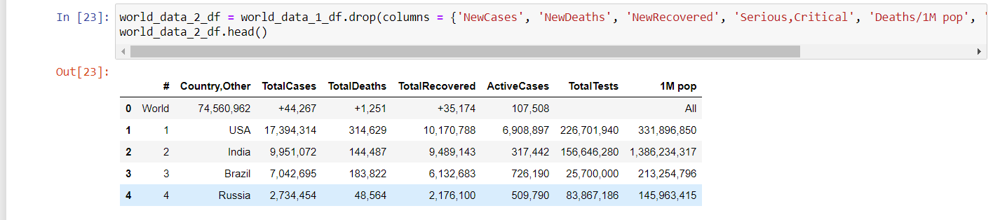 In [23]: world_data_2_df = world_data_1_df.drop(columns = {'NewCases', 'NewDeaths', 'NewRecovered', 'Serious,Critical', 'Deaths/1M pop', '
world_data_2_df.head()
Out[23]:
# Country,Other TotalCases TotalDeaths TotalRecovered ActiveCases TotalTests 1M pop
0 World 74,560,962 +44,267 +1,251 +35,174 107,508 All
1 1 USA 17,394,314 314,629 10,170,788 6,908,897 226,701,940 331,896,850
2 2 India 9,951,072 144,487 9,489,143 317,442 156,646,280 1,386,234,317
3 3 Brazil 7,042,695 183,822 6,132,683 726,190 25,700,000 213,254,796
4 4 Russia 2,734,454 48,564 2,176,100 509,790 83,867,186 145,963,415